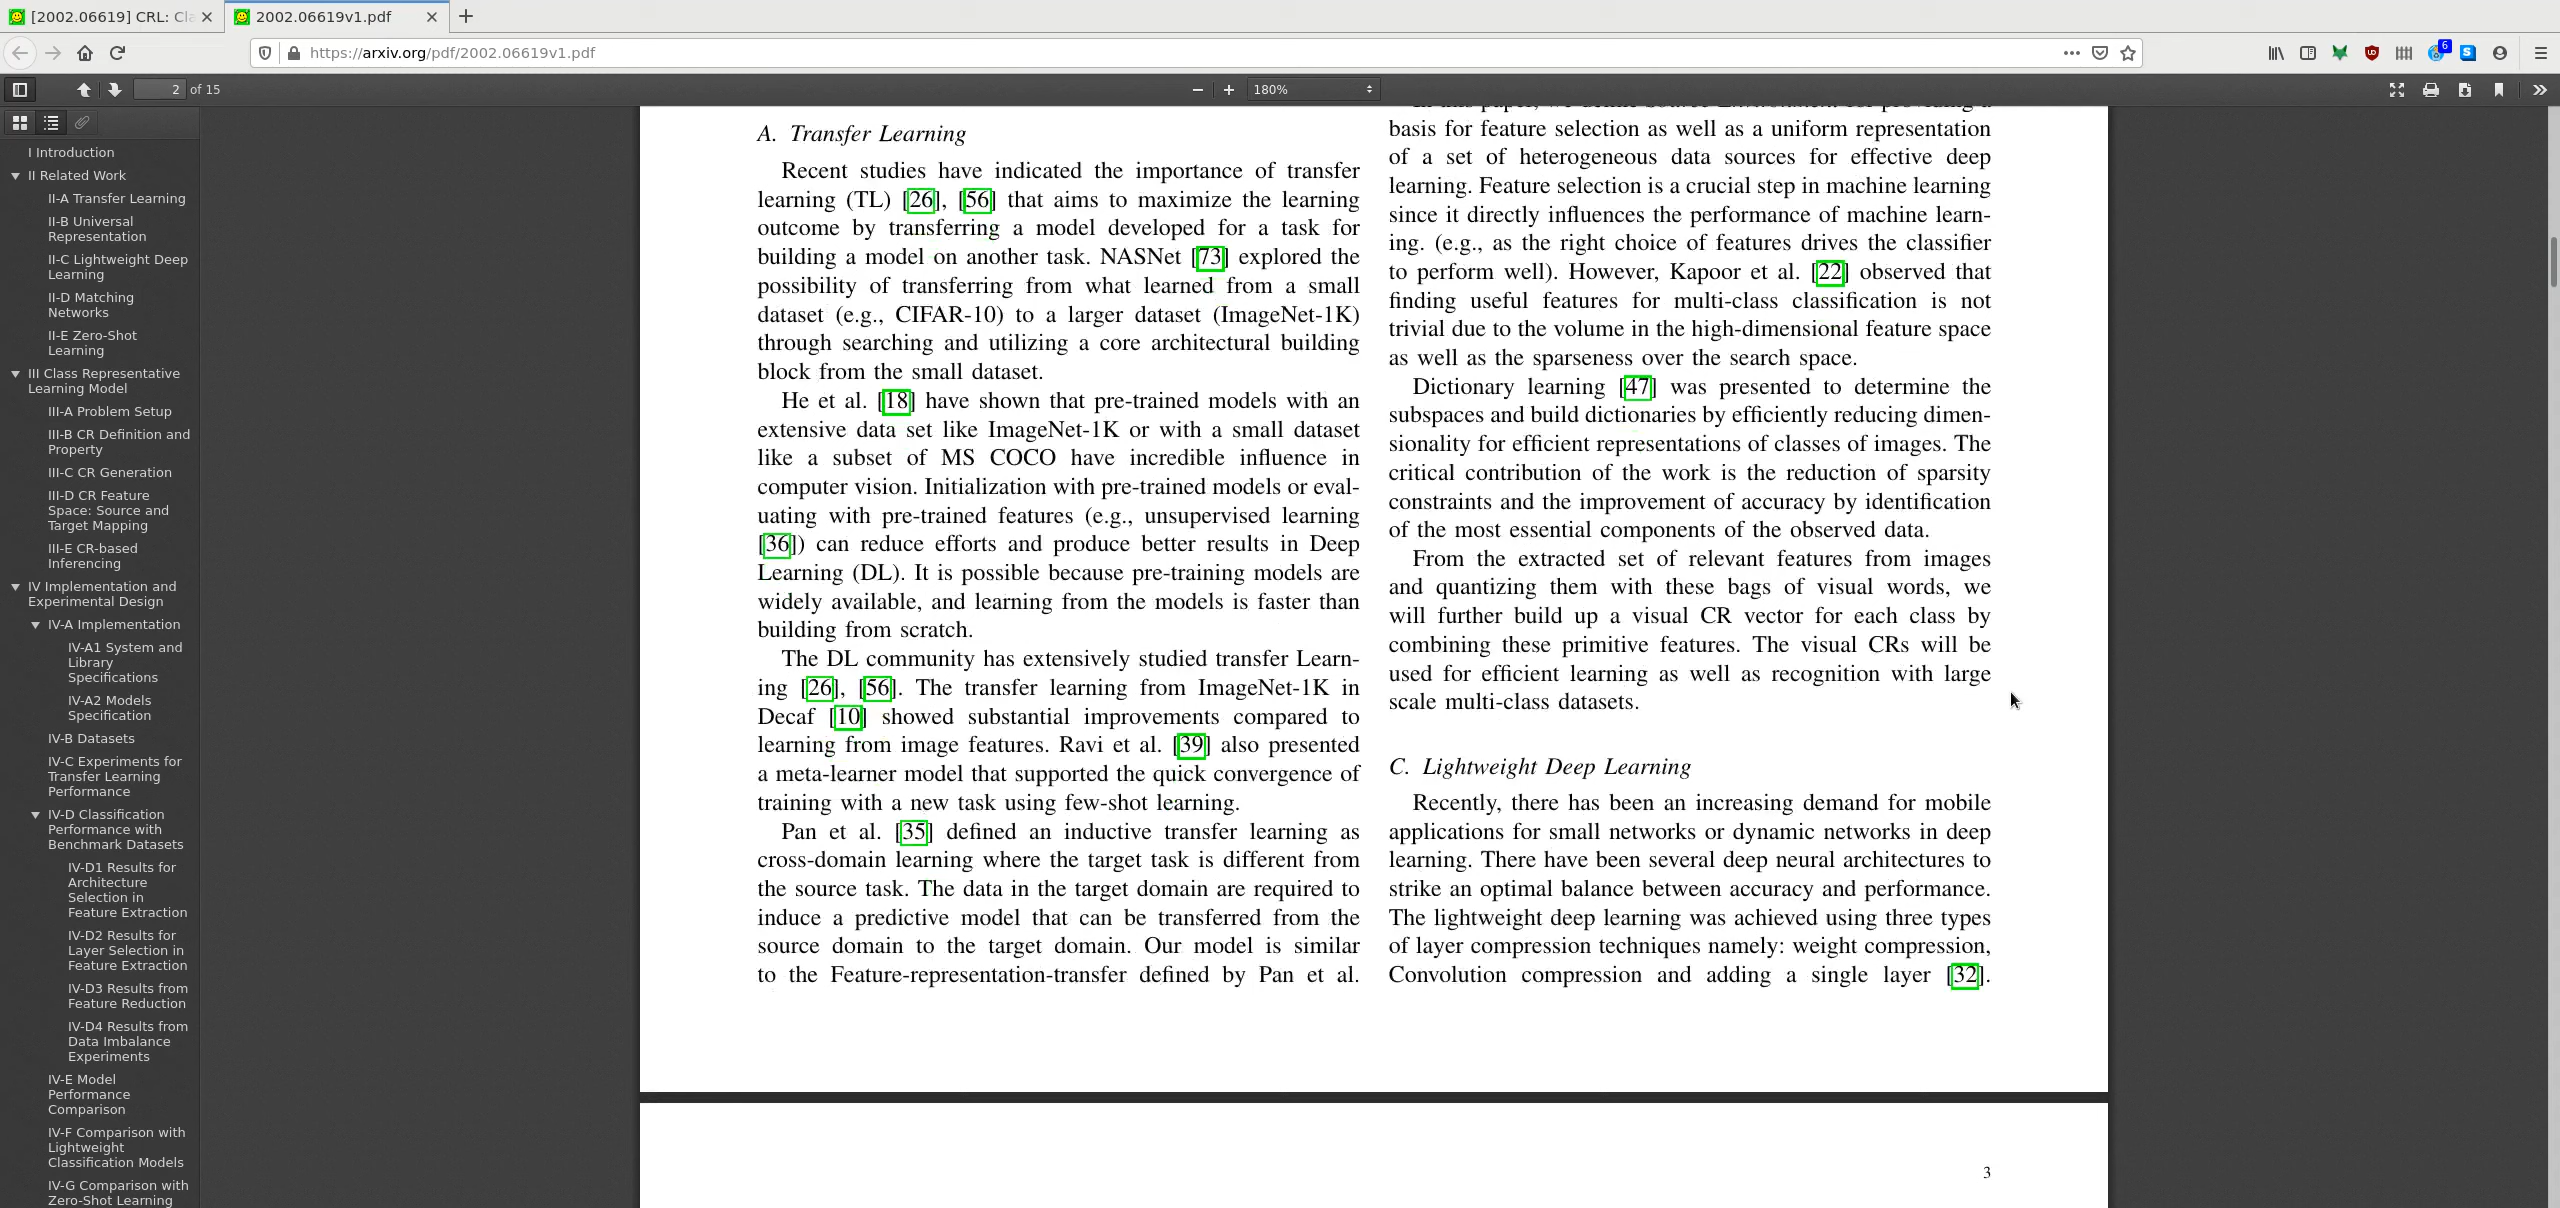 [2002.06619] CRL: Cla
2002.06619v1.pdf
https://arxiv.org/pdf/2002.06619v1.pdf
6
2 of 15
180%
I Introduction
II Related Work
II-A Transfer Learning
II-B Universal
Representation
II-C Lightweight Deep
Learning
II-D Matching
Networks
II-E Zero-Shot
Learning
III Class Representative
Learning Model
III-A Problem Setup
III-B CR Definition and
Property
III-C CR Generation
III-D CR Feature
Space: Source and
Target Mapping
III-E CR-based
Inferencing
IV Implementation and
Experimental Design
IV-A Implementation
IV-A1 System and
Library
Specifications
IV-A2 Models
Specification
IV-B Datasets
IV-C Experiments for
Transfer Learning
Performance
IV-D Classification
Performance with
Benchmark Datasets
IV-D1 Results for
Architecture
Selection in
Feature Extraction
IV-D2 Results for
Layer Selection in
Feature Extraction
IV-D3 Results from
Feature Reduction
IV-D4 Results from
Data Imbalance
Experiments
IV-E Model
Performance
Comparison
IV-F Comparison with
Lightweight
Classification Models
IV-G Comparison with
Zero-Shot Learning
A. Transfer Learning
Recent studies have indicated the importance of transfer
learning (TL) [26], [56] that aims to maximize the learning
outcome by transferring a model developed for a task for
building a model on another task. NASNet [73] explored the
possibility of transferring from what learned from a small
dataset (e.g., CIFAR-10) to a larger dataset (ImageNet-1K)
through searching and utilizing a core architectural building
block from the small dataset.
He et al. [18] have shown that pre-trained models with an
extensive data set like ImageNet-1K or with a small dataset
like a subset of MS COCO have incredible influence in
computer vision. Initialization with pre-trained models or eval-
uating with pre-trained features (e.g., unsupervised learning
[36]) can reduce efforts and produce better results in Deep
Learning (DL). It is possible because pre-training models are
widely available, and learning from the models is faster than
building from scratch.
The DL community has extensively studied transfer Learn-
ing [26], [56]. The transfer learning from ImageNet-1K in
Decaf [10] showed substantial improvements compared to
learning from image features. Ravi et al. [39] also presented
a meta-learner model that supported the quick convergence of
training with a new task using few-shot learning.
Pan et al. [35] defined an inductive transfer learning as
cross-domain learning where the target task is different from
the source task. The data in the target domain are required to
induce a predictive model that can be transferred from the
source domain to the target domain. Our model is similar
to the Feature-representation-transfer defined by Pan et al.
basis for feature selection as well as a uniform representation
of a set of heterogeneous data sources for effective deep
learning. Feature selection is a crucial step in machine learning
since it directly influences the performance of machine learn-
ing. (e.g., as the right choice of features drives the classifier
to perform well). However, Kapoor et al. [22] observed that
finding useful features for multi-class classification is not
trivial due to the volume in the high-dimensional feature space
as well as the sparseness over the search space.
Dictionary learning [47] was presented to determine the
subspaces and build dictionaries by efficiently reducing dimen-
sionality for efficient representations of classes of images. The
critical contribution of the work is the reduction of sparsity
constraints and the improvement of accuracy by identification
of the most essential components of the observed data.
From the extracted set of relevant features from images
and quantizing them with these bags of visual words, we
will further build up a visual CR vector for each class by
combining these primitive features. The visual CRs will be
used for efficient learning as well as recognition with large
scale multi-class datasets.
C. Lightweight Deep Learning
Recently, there has been an increasing demand for mobile
applications for small networks or dynamic networks in deep
learning. There have been several deep neural architectures to
strike an optimal balance between accuracy and performance.
The lightweight deep learning was achieved using three types
of layer compression techniques namely: weight compression,
Convolution compression and adding a single layer [32].
3